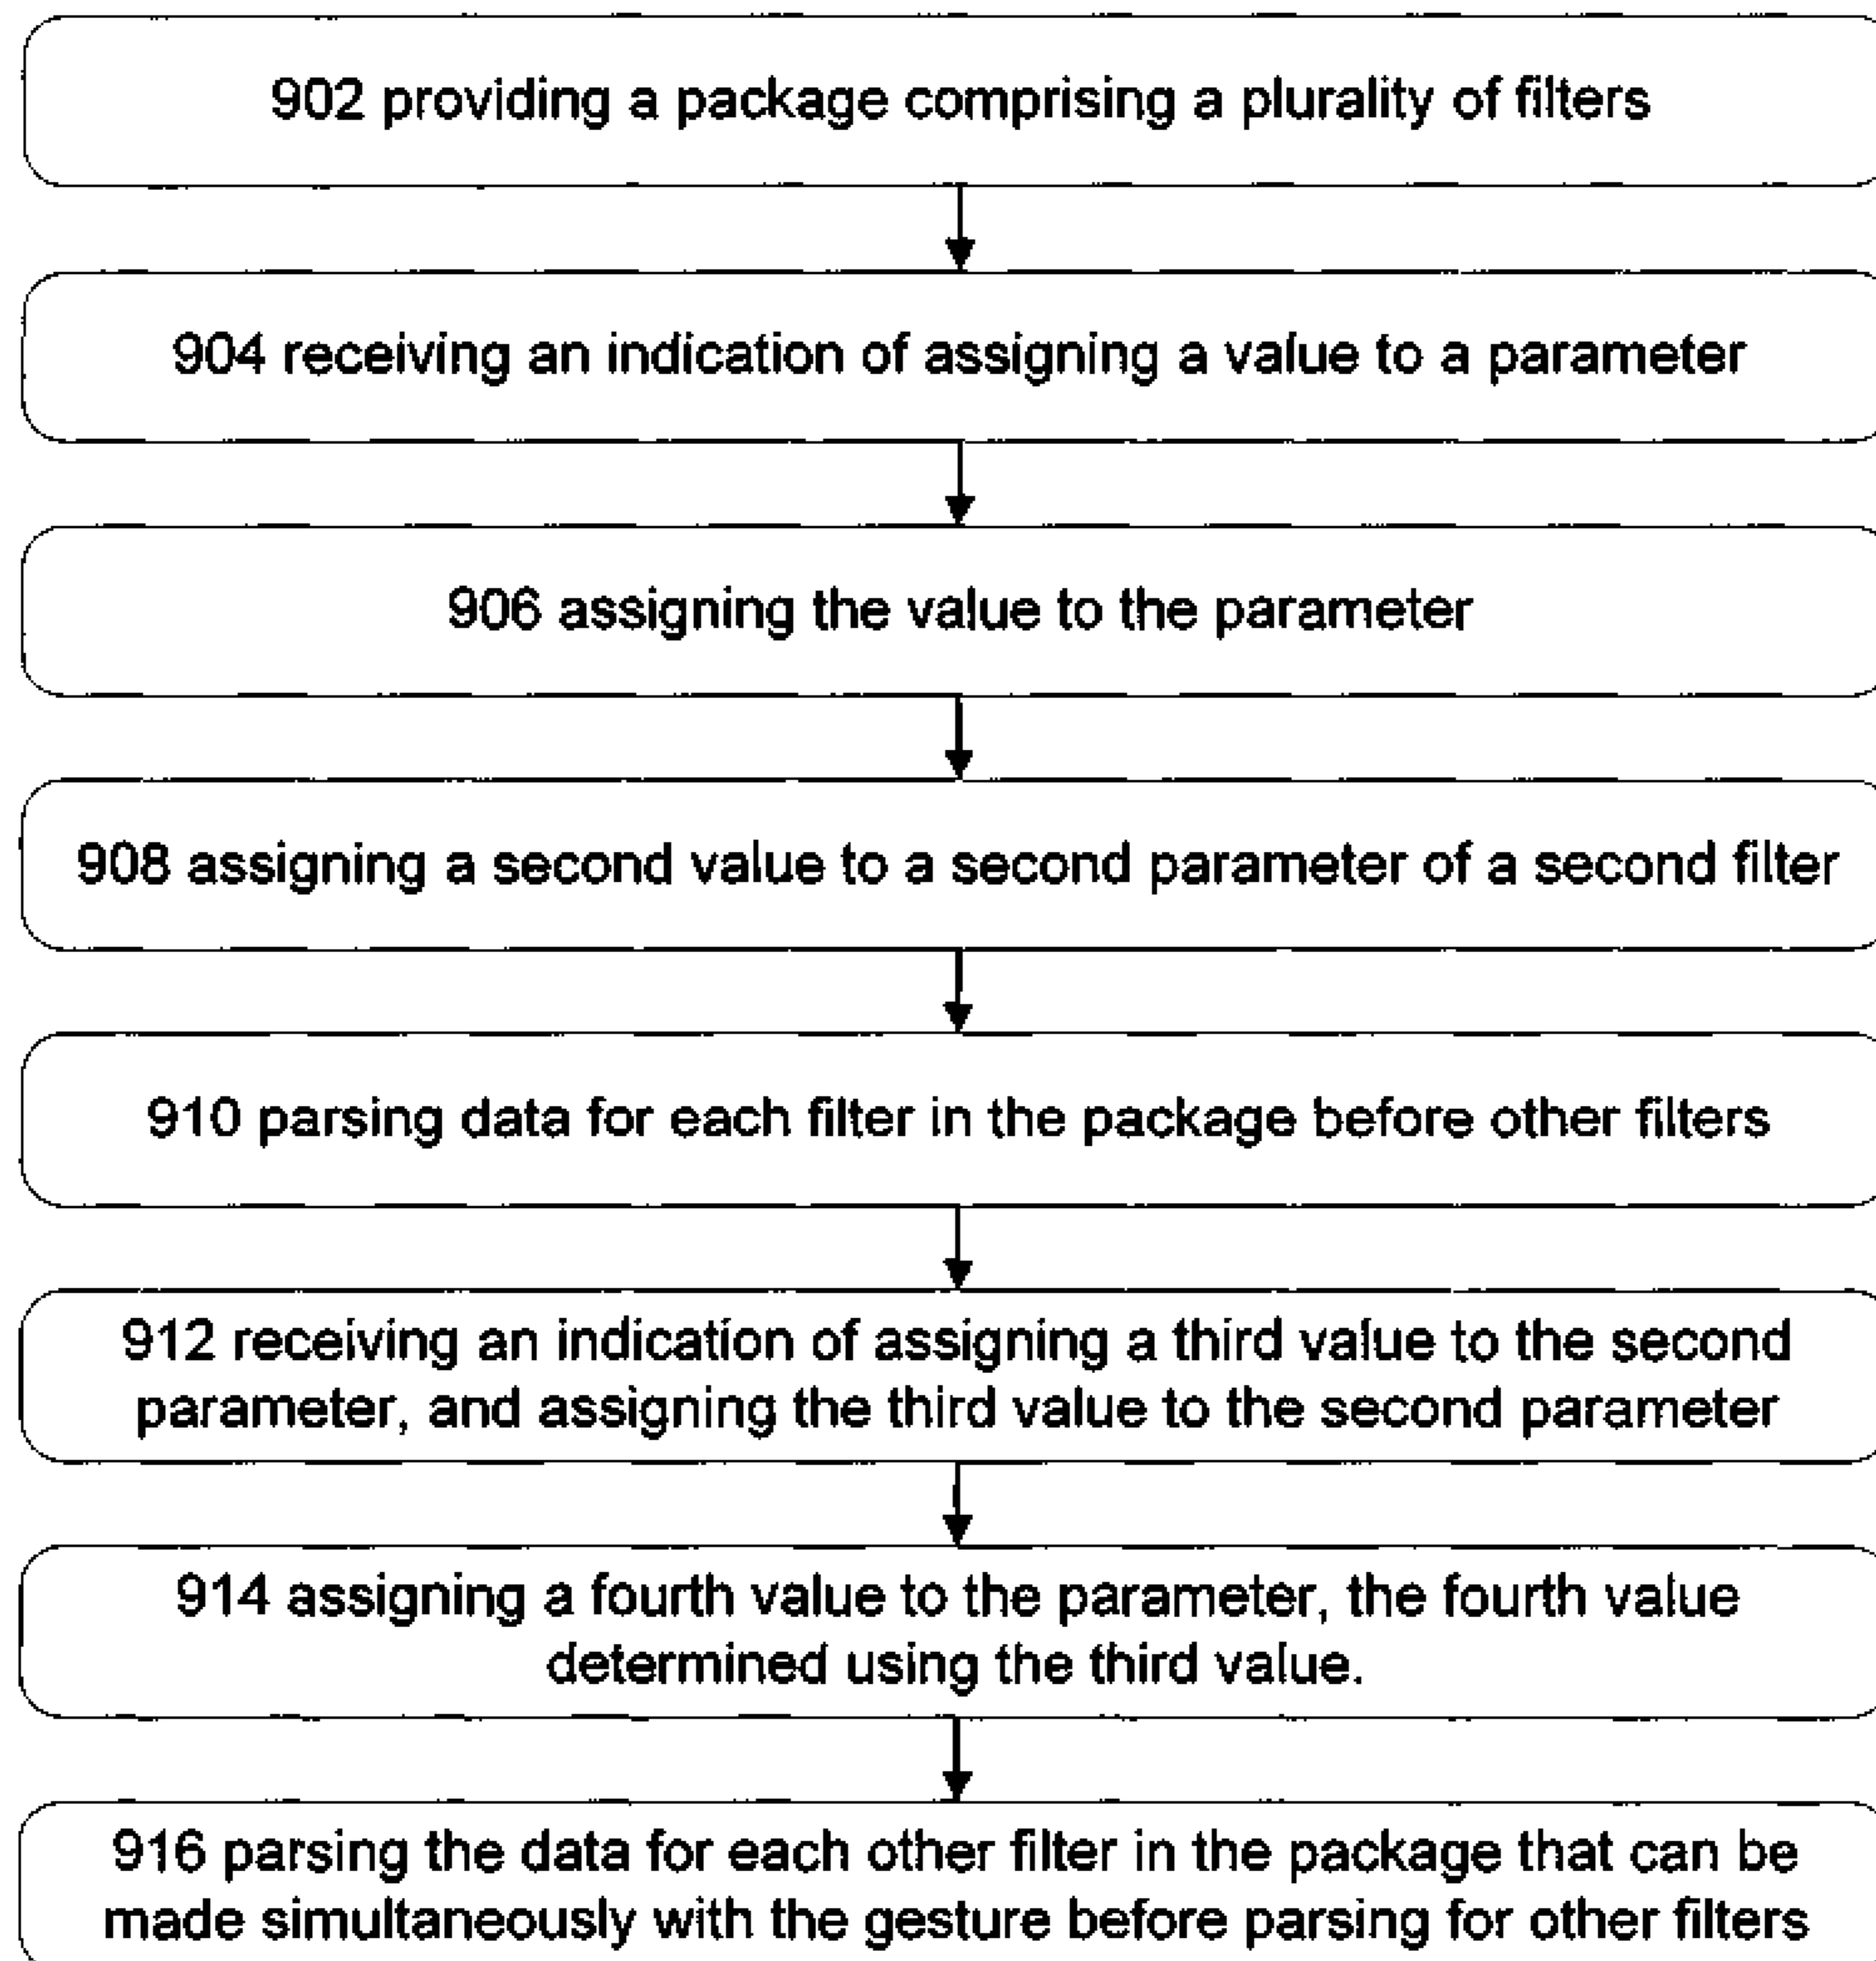 902 providing a package comprising a plurality of filters
904 receiving an indication of assigning a value to a parameter
906 assigning the value to the parameter
908 assigning a second value to a second parameter of a second filter
910 parsing data for each filter in the package before other filters
912 receiving an indication of assigning a third value to the second
parameter, and assigning the third value to the second parameter
914 assigning a fourth value to the parameter, the fourth value
determined using the third value.
916 parsing the data for each other filter in the package that can be
made simultaneously with the gesture before parsing for other filters